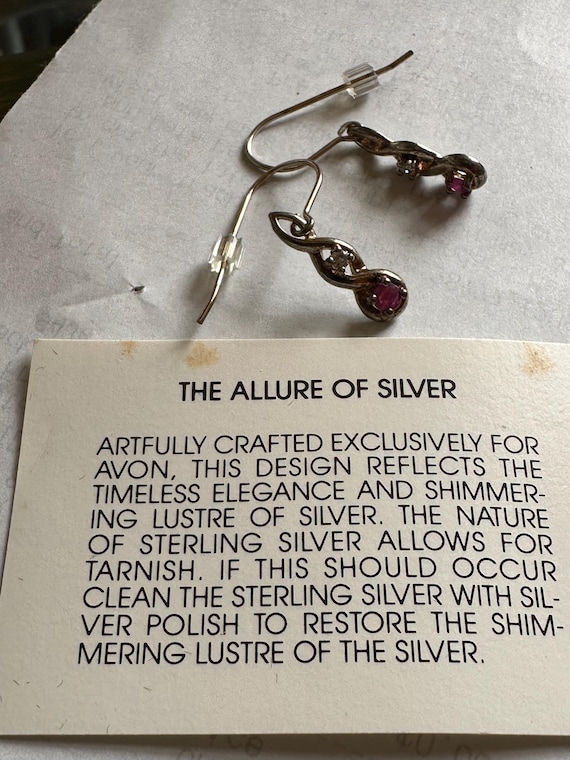 THE ALLURE OF SILVER
ARTFULLY CRAFTED EXCLUSIVELY FOR
AVON, THIS DESIGN REFLECTS THE
TIMELESS ELEGANCE AND SHIMMER-
ING LUSTRE OF SILVER. THE NATURE
OF STERLING SILVER ALLOWS FOR
TARNISH. IF THIS SHOULD OCCUR
CLEAN THE STERLING SILVER WITH SIL-
VER POLISH TO RESTORE THE SHIM-
MERING LUSTRE OF THE SILVER.